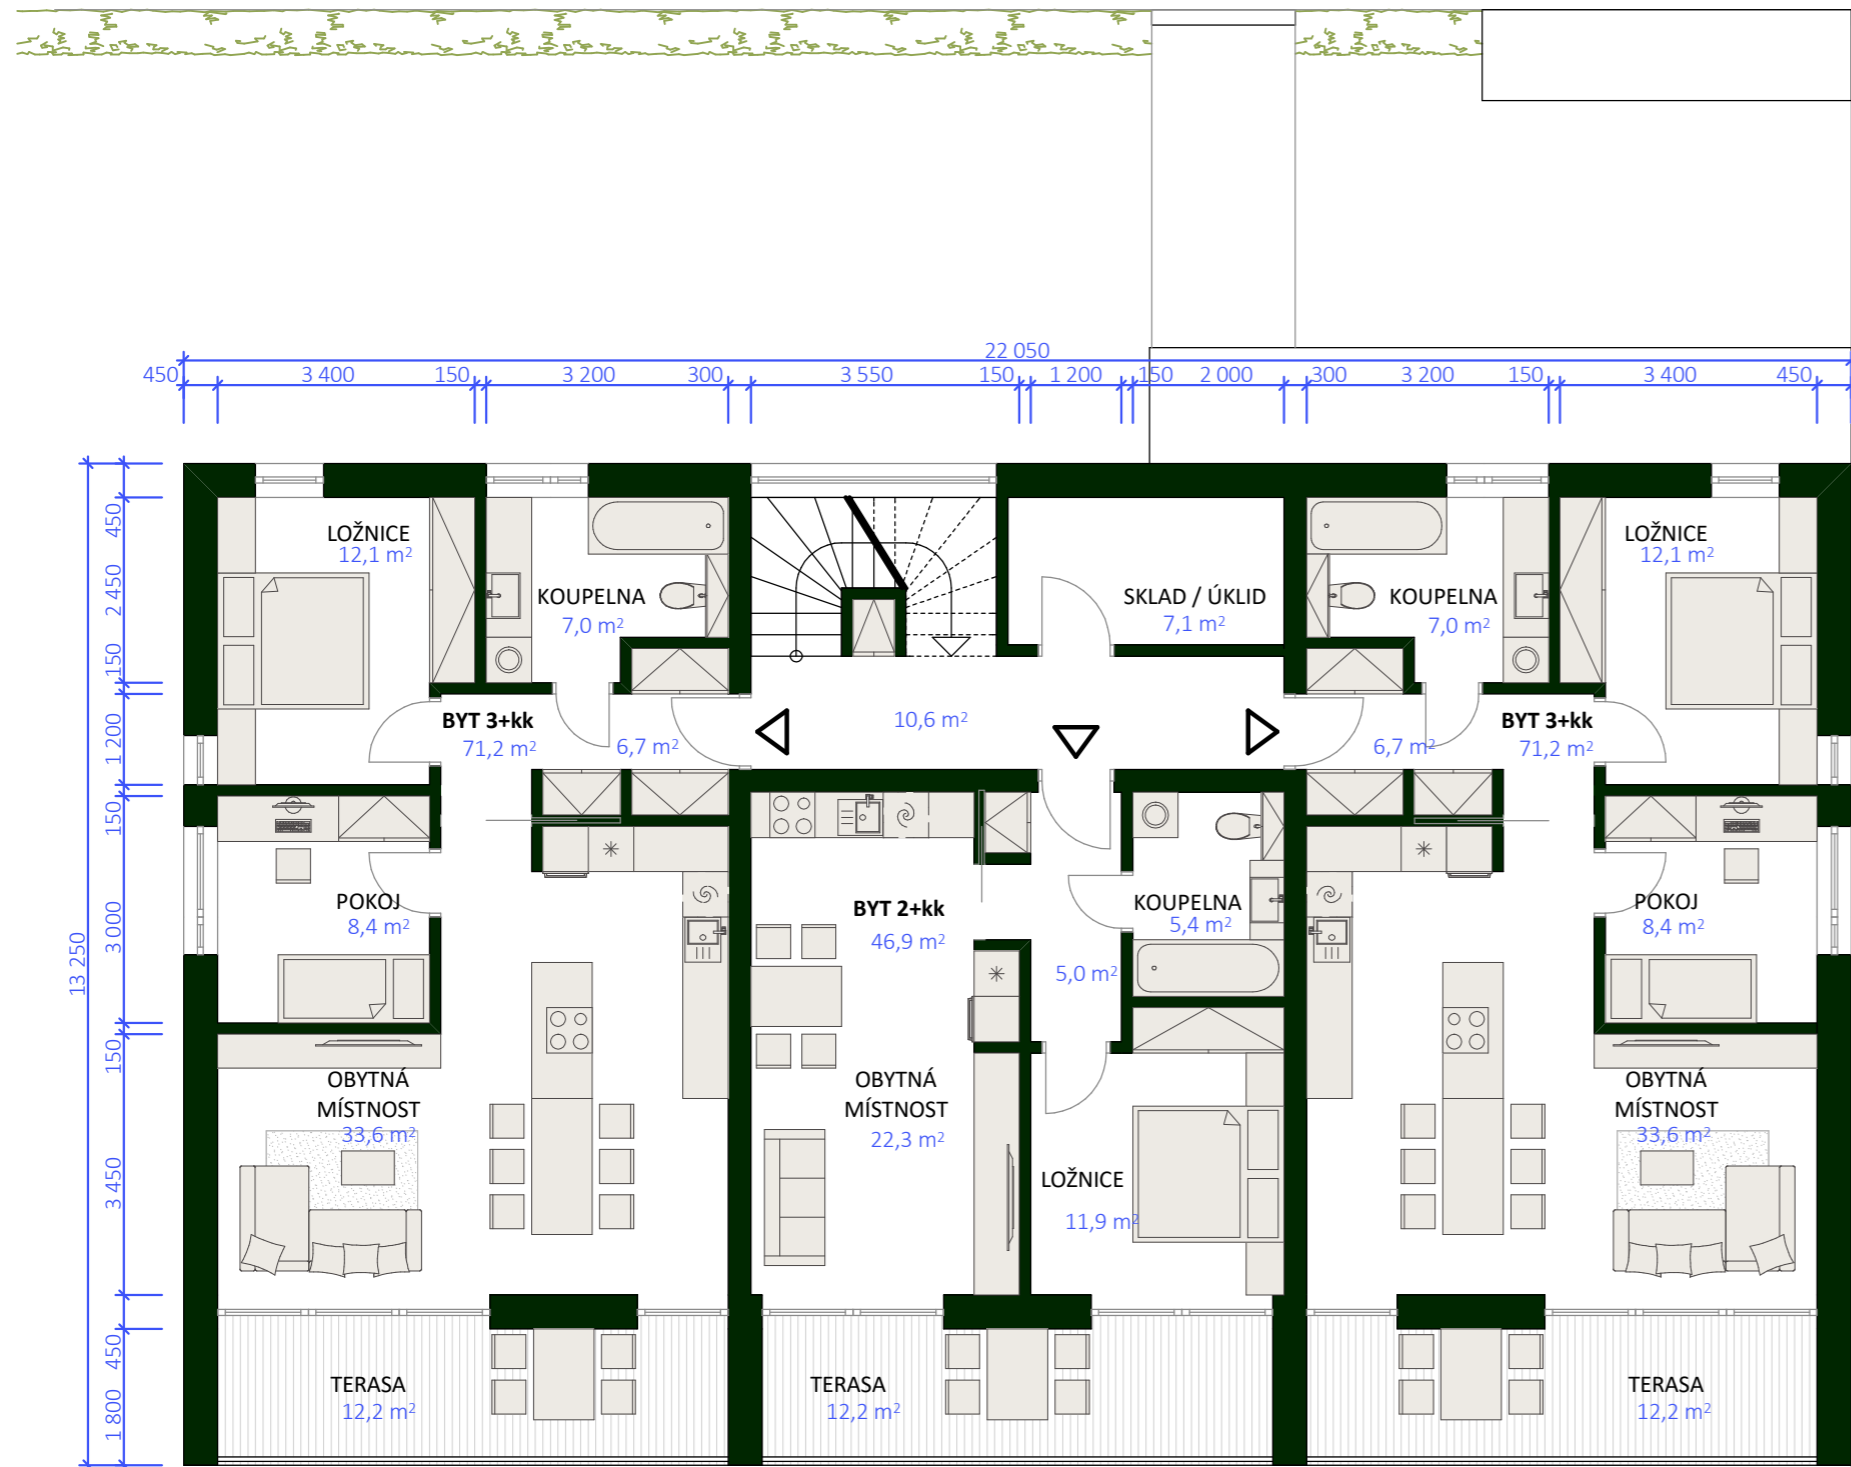 22 050
450
3 400
150
3 200
300
3 550
150
1 200
150
2 000
300
3 200
150
3 400
450
13 250
450
2 450
150
1 200
150
3 000
150
3 450
450
1 800
LOŽNICE
12,1 m²
KOUPELNA
7,0 m²
SKLAD / ÚKLID
7,1 m²
KOUPELNA
7,0 m²
LOŽNICE
12,1 m²
BYT 3+kk
71,2 m²
6,7 m²
10,6 m²
6,7 m²
BYT 3+kk
71,2 m²
POKOJ
8,4 m²
BYT 2+kk
46,9 m²
KOUPELNA
5,4 m²
POKOJ
8,4 m²
5,0 m²
OBYTNÁ
MÍSTNOST
33,6 m²
OBYTNÁ
MÍSTNOST
22,3 m²
LOŽNICE
11,9 m²
OBYTNÁ
MÍSTNOST
33,6 m²
TERASA
12,2 m²
TERASA
12,2 m²
TERASA
12,2 m²